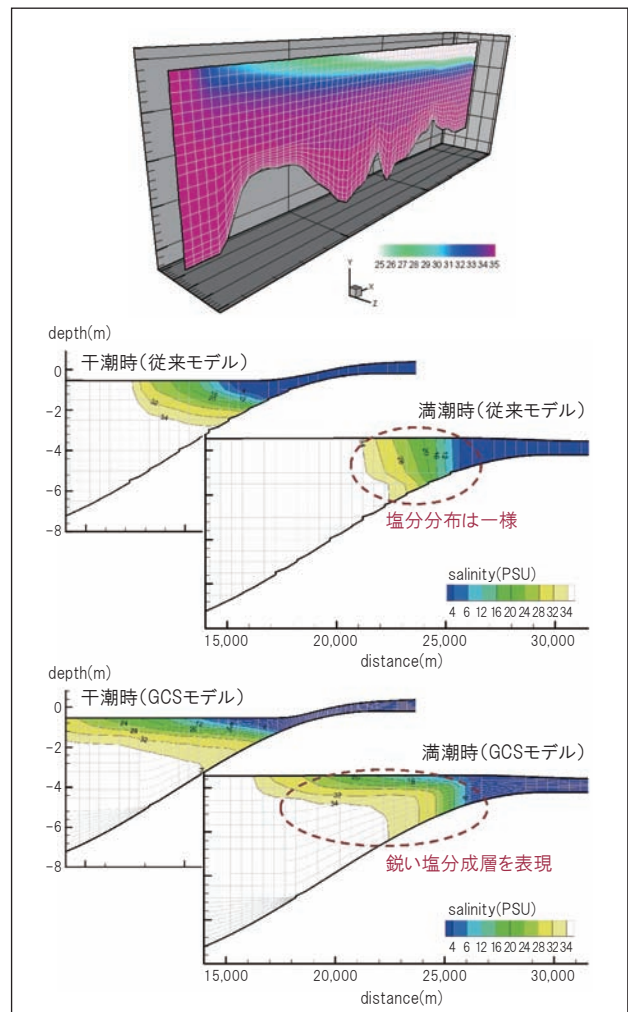 25 26 27 28 29 30 31 32 33 34 35
Y
X
Z
depth(m)
干潮時(従来モデル)
0
-2
-4
-6
-8
満潮時(従来モデル)
塩分分布は一様
salinity(PSU)
4 6 12 16 20 24 28 32 34
15,000 20,000 25,000 30,000
distance(m)
depth(m)
干潮時(GCSモデル)
0
-2
-4
-6
-8
満潮時(GCSモデル)
鋭い塩分成層を表現
salinity(PSU)
4 6 12 16 20 24 28 32 34
15,000 20,000 25,000 30,000
distance(m)